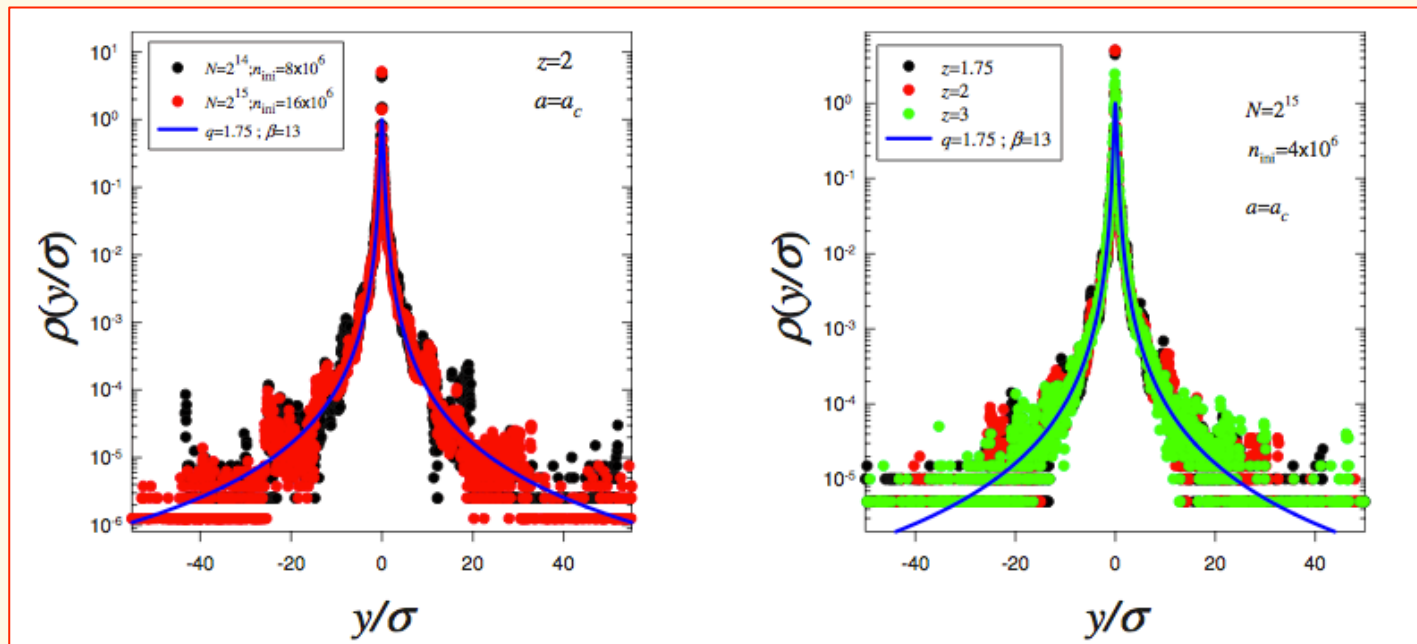 N=2^14;n_ini=8x10^6
N=2^15;n_ini=16x10^6
q=1.75 ; β=13
z=2
a=a_c
10^1
10^0
10^-1
10^-2
10^-3
10^-4
10^-5
10^-6
ρ(y/σ)
-40 -20 0 20 40
y/σ
z=1.75
z=2
z=3
q=1.75 ; β=13
N=2^15
n_ini=4x10^6
a=a_c
10^0
10^-1
10^-2
10^-3
10^-4
10^-5
ρ(y/σ)
-40 -20 0 20 40
y/σ